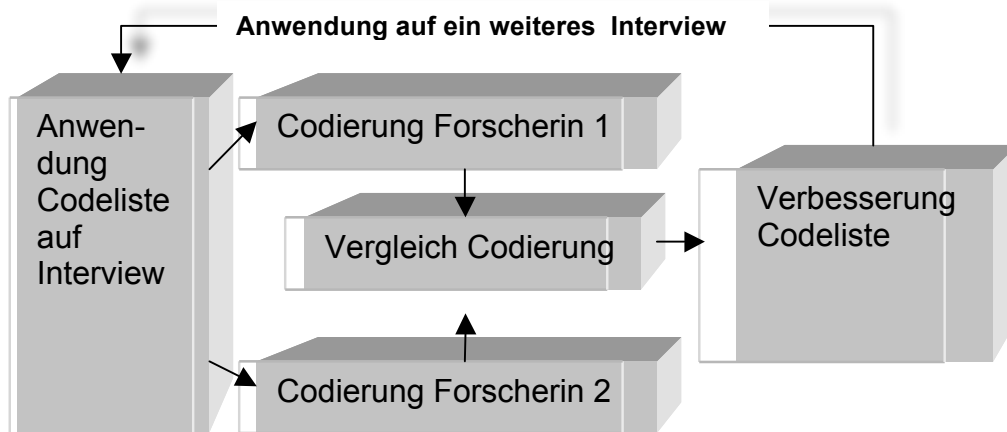 Anwendung auf ein weiteres Interview
Anwen-
dung
Codeliste
auf
Interview
Codierung Forscherin 1
Vergleich Codierung
Codierung Forscherin 2
Verbesserung
Codeliste